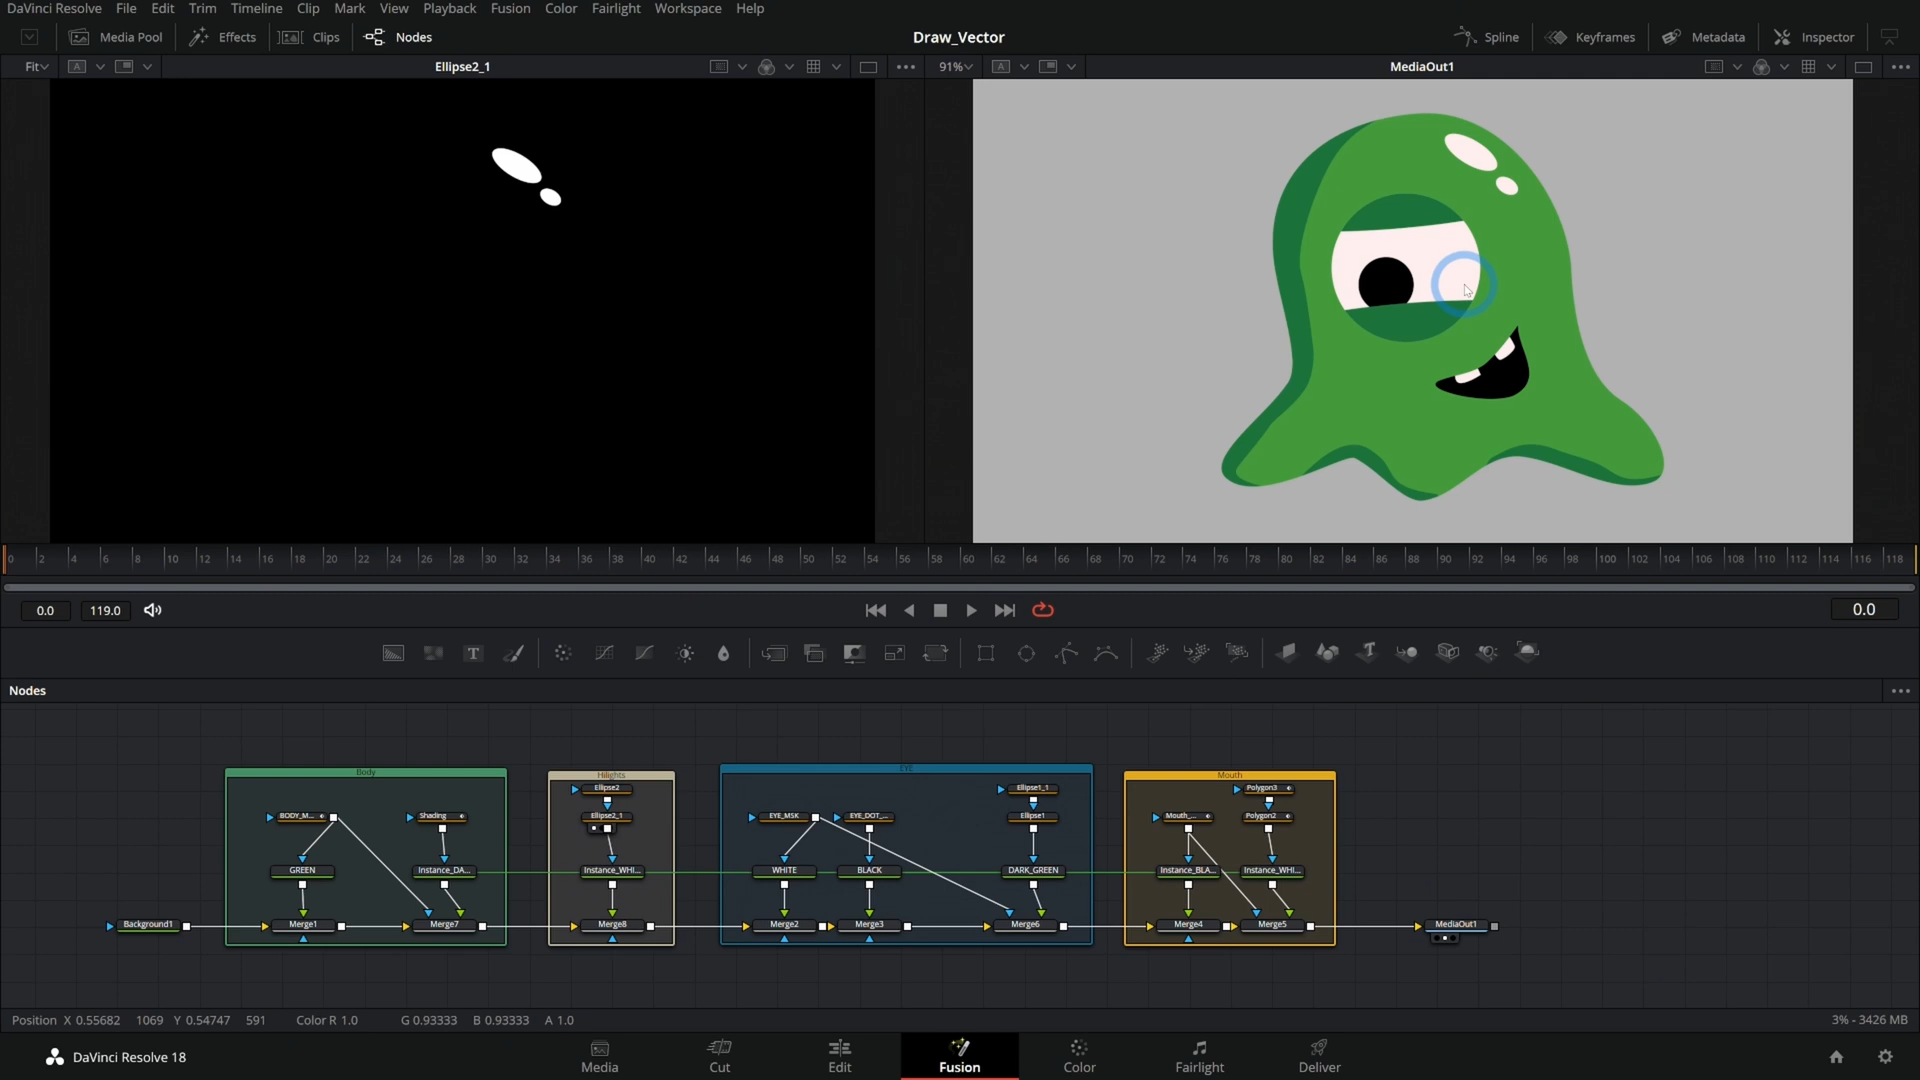 DaVinci Resolve File Edit Trim Timeline Clip Mark View Playback Fusion Color Fairlight Workspace Help
Media Pool Effects Clips Nodes Draw_Vector Spline Keyframes Metadata Inspector
Fit A Ellipse2_1 91% A MediaOut1
0 2 4 6 8 10 12 14 16 18 20 22 24 26 28 30 32 34 36 38 40 42 44 46 48 50 52 54 56 58 60 62 64 66 68 70 72 74 76 78 80 82 84 86 88 90 92 94 96 98 100 102 104 106 108 110 112 114 116 118
0.0 119.0 0.0
T T
Nodes
Body Hilights EYE Mouth
Ellipse2 Ellipse1_1 Polygon3
BODY_M... Shading Ellipse2_1 EYE_MSK EYE_DOT_... Ellipse1 Mouth_... Polygon2
GREEN Instance_DA... Instance_WHI... WHITE BLACK DARK_GREEN Instance_BLA... Instance_WHI...
Background1 Merge1 Merge7 Merge8 Merge2 Merge3 Merge6 Merge4 Merge5 MediaOut1
Position X 0.55682 1069 Y 0.54747 591 Color R 1.0 G 0.93333 B 0.93333 A 1.0 3% - 3426 MB
DaVinci Resolve 18 Media Cut Edit Fusion Color Fairlight Deliver